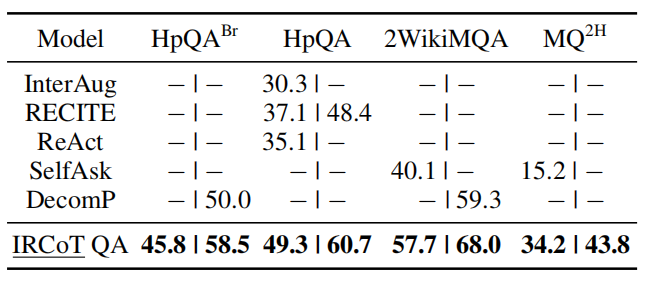 Model HpQA^Br HpQA 2WikiMQA MQ^2H
InterAug – | – 30.3 | – – | – – | –
RECITE – | – 37.1 | 48.4 – | – – | –
ReAct – | – 35.1 | – – | – – | –
SelfAsk – | – – | – 40.1 | – 15.2 | –
DecomP – | 50.0 – | – – | 59.3 – | –
IRCoT QA 45.8 | 58.5 49.3 | 60.7 57.7 | 68.0 34.2 | 43.8